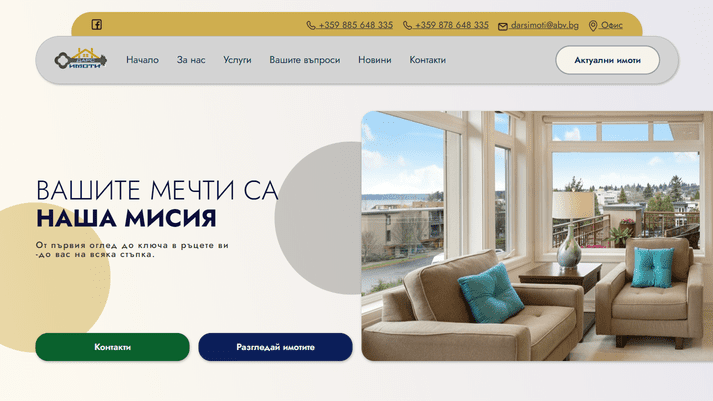 +359 885 648 335 +359 878 648 335 darsimoti@abv.bg Офис
ДАРС
ИМОТИ
Начало За нас Услуги Вашите въпроси Новини Контакти Актуални имоти
ВАШИТЕ МЕЧТИ СА
НАША МИСИЯ
От първия оглед до ключа в ръцете ви
-до вас на всяка стъпка.
Контакти Разгледай имотите